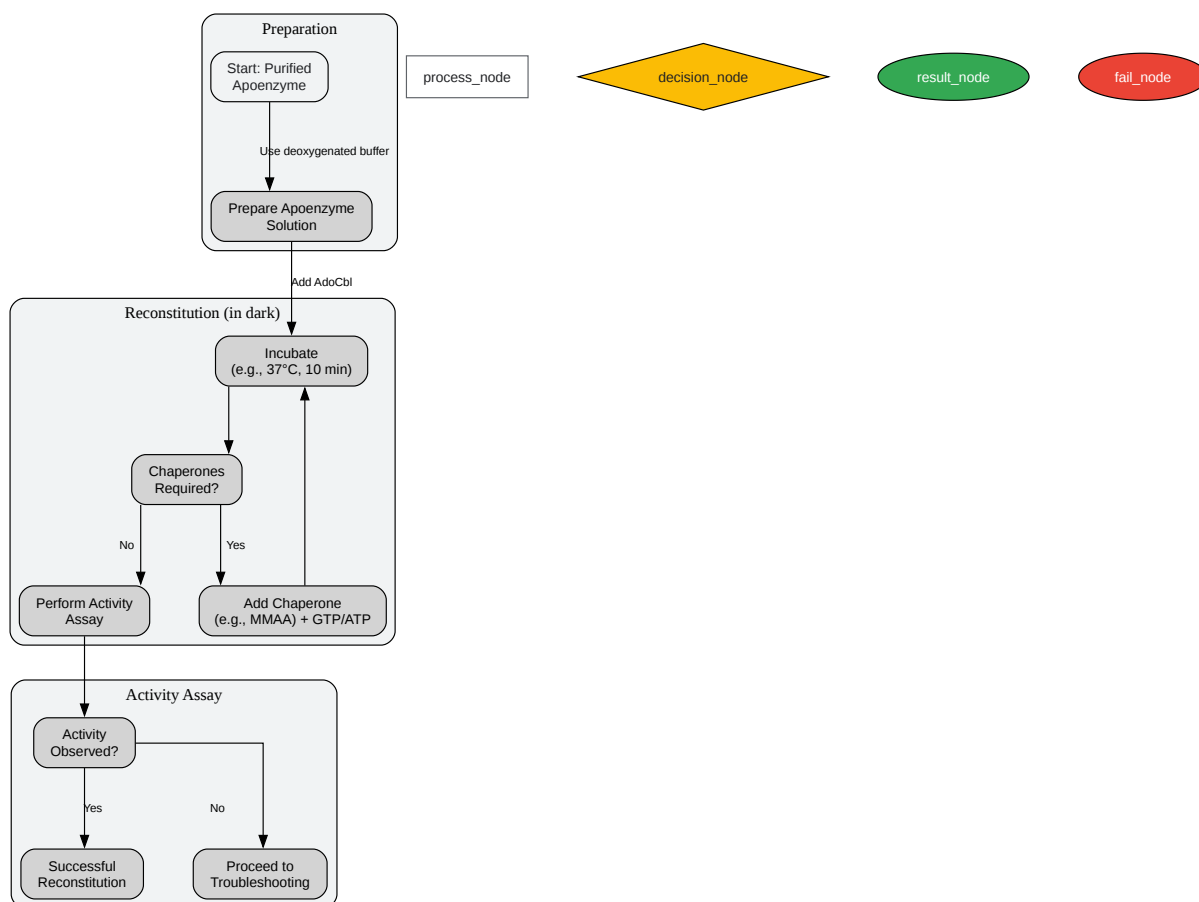 Preparation
Start: Purified
Apoenzyme
process_node
decision_node
result_node
fail_node
Use deoxygenated buffer
Prepare Apoenzyme
Solution
Add AdoCbl
Reconstitution (in dark)
Incubate
(e.g., 37°C, 10 min)
Chaperones
Required?
No
Yes
Perform Activity
Assay
Add Chaperone
(e.g., MMAA) + GTP/ATP
Activity Assay
Activity
Observed?
Yes
No
Successful
Reconstitution
Proceed to
Troubleshooting